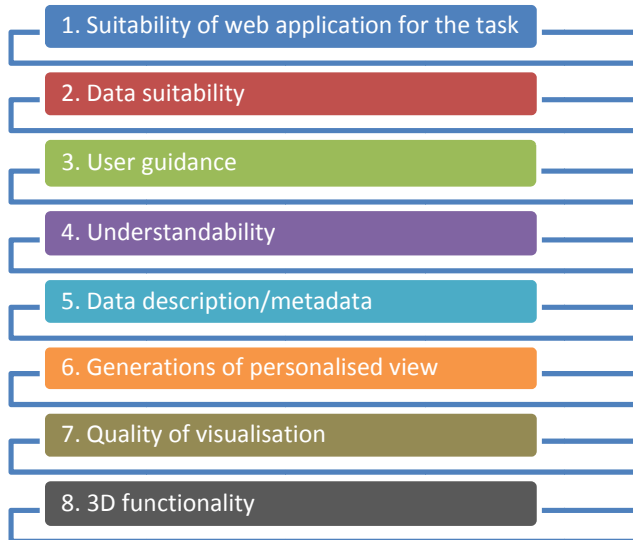 1. Suitability of web application for the task
2. Data suitability
3. User guidance
4. Understandability
5. Data description/metadata
6. Generations of personalised view
7. Quality of visualisation
8. 3D functionality